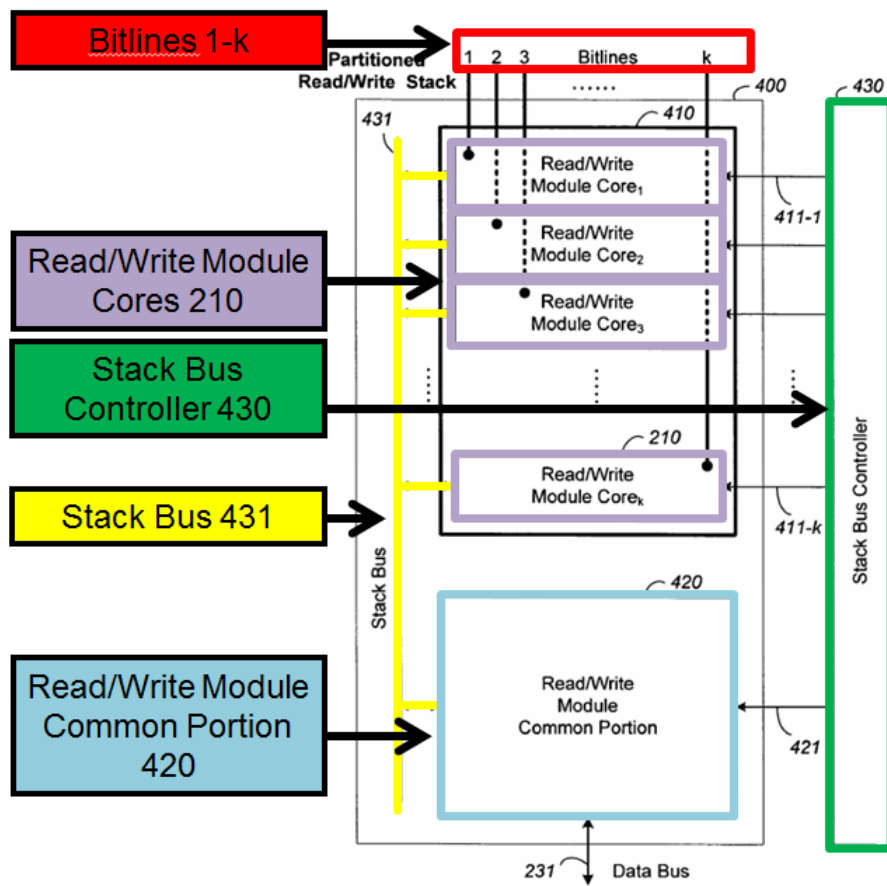 Bitlines 1-k
Partitioned
Read/Write Stack
1 2 3 Bitlines k
......
400
430
431
410
Read/Write
Module Core1
411-1
Read/Write
Module Core2
Read/Write Module
Cores 210
Read/Write
Module Core3
Stack Bus
Controller 430
210
Read/Write
Module Corek
411-k
Stack Bus 431
Stack Bus
Stack Bus Controller
420
Read/Write Module
Common Portion
420
Read/Write
Module
Common Portion
421
231
Data Bus